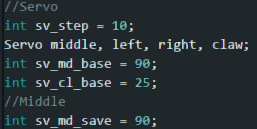 //Servo
int sv_step = 10;
Servo middle, left, right, claw;
int sv_md_base = 90;
int sv_cl_base = 25;
//Middle
int sv_md_save = 90;